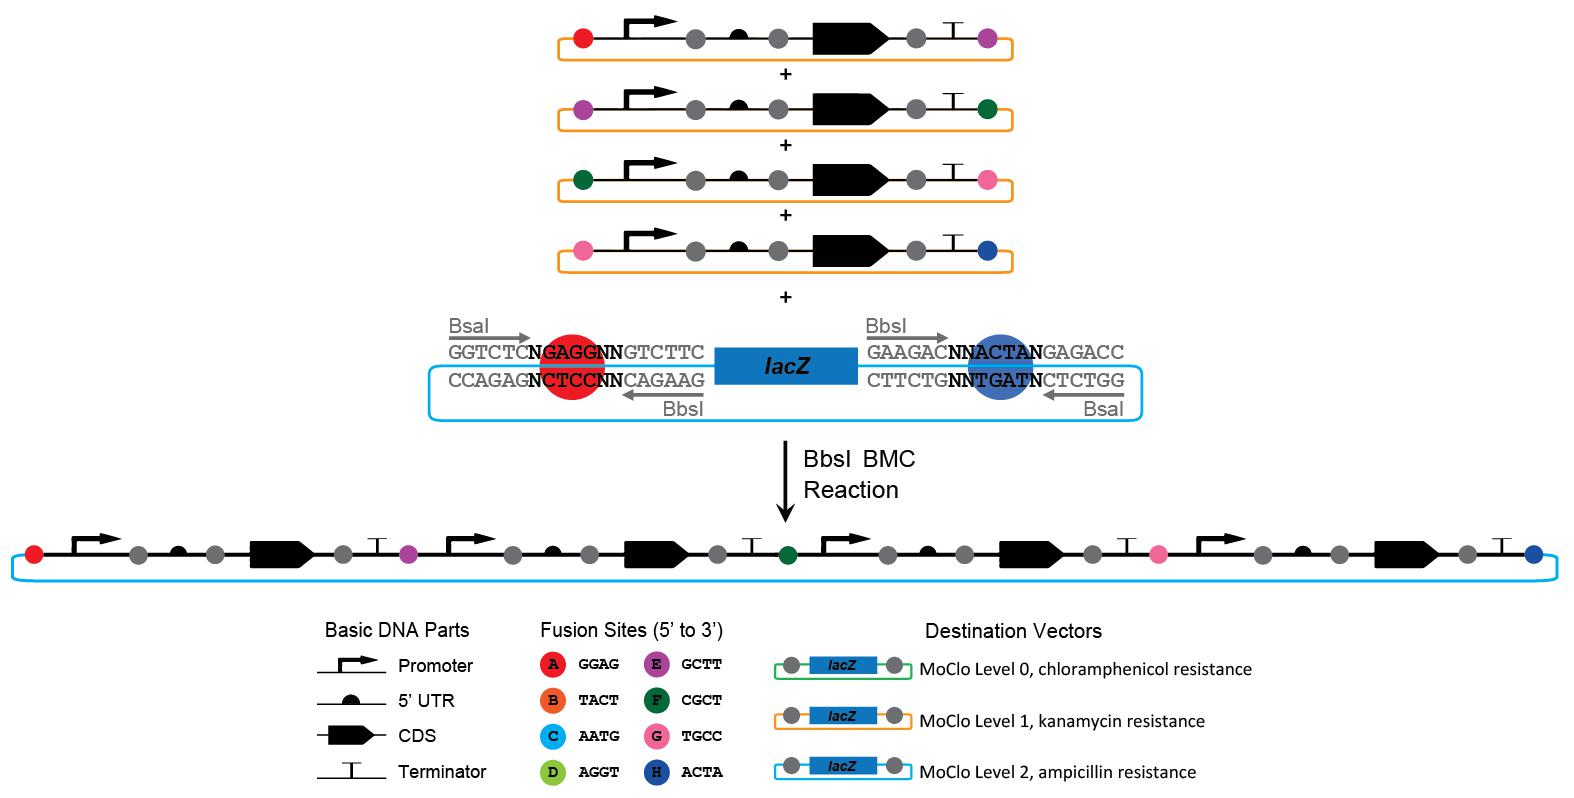 +
+
+
+
BsaI
GGTCTCNGAGGNNGTCTTC
CCAGAGNCTCCNNCAGAAG
BbsI
lacZ
BbsI
GAAGACNNACTANGAGACC
CTTCTGNNTGATNCTCTGG
BsaI
BbsI BMC
Reaction
Basic DNA Parts
Promoter
5’ UTR
CDS
Terminator
Fusion Sites (5’ to 3’)
A GGAG E GCTT
B TACT F CGCT
C AATG G TGCC
D AGGT H ACTA
Destination Vectors
lacZ MoClo Level 0, chloramphenicol resistance
lacZ MoClo Level 1, kanamycin resistance
lacZ MoClo Level 2, ampicillin resistance